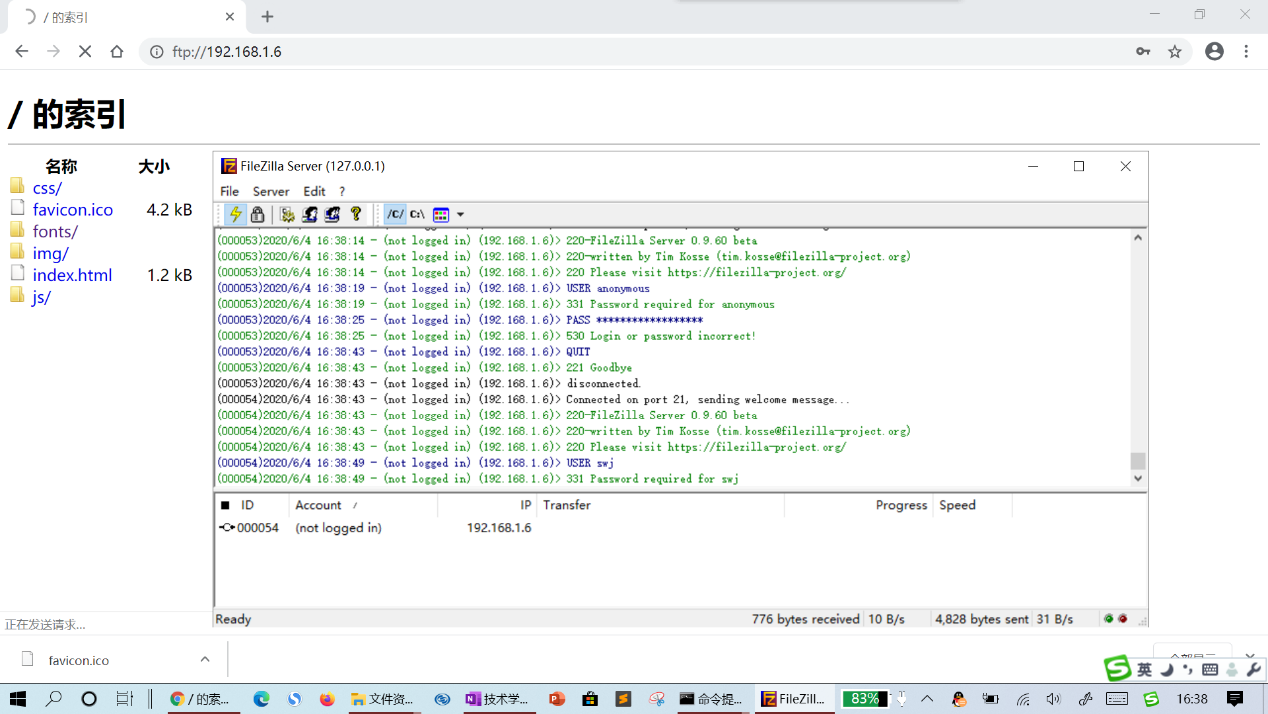 / 的索引
ftp://192.168.1.6
/ 的索引
名称 大小
css/
favicon.ico 4.2 kB
fonts/
img/
index.html 1.2 kB
js/
FileZilla Server (127.0.0.1)
File Server Edit ?
/C/ C:\
(000053)2020/6/4 16:38:14 - (not logged in) (192.168.1.6)> 220-FileZilla Server 0.9.60 beta
(000053)2020/6/4 16:38:14 - (not logged in) (192.168.1.6)> 220-written by Tim Kosse (tim.kosse@filezilla-project.org)
(000053)2020/6/4 16:38:14 - (not logged in) (192.168.1.6)> 220 Please visit https://filezilla-project.org/
(000053)2020/6/4 16:38:19 - (not logged in) (192.168.1.6)> USER anonymous
(000053)2020/6/4 16:38:19 - (not logged in) (192.168.1.6)> 331 Password required for anonymous
(000053)2020/6/4 16:38:25 - (not logged in) (192.168.1.6)> PASS ******************
(000053)2020/6/4 16:38:25 - (not logged in) (192.168.1.6)> 530 Login or password incorrect!
(000053)2020/6/4 16:38:43 - (not logged in) (192.168.1.6)> QUIT
(000053)2020/6/4 16:38:43 - (not logged in) (192.168.1.6)> 221 Goodbye
(000053)2020/6/4 16:38:43 - (not logged in) (192.168.1.6)> disconnected.
(000054)2020/6/4 16:38:43 - (not logged in) (192.168.1.6)> Connected on port 21, sending welcome message...
(000054)2020/6/4 16:38:43 - (not logged in) (192.168.1.6)> 220-FileZilla Server 0.9.60 beta
(000054)2020/6/4 16:38:43 - (not logged in) (192.168.1.6)> 220-written by Tim Kosse (tim.kosse@filezilla-project.org)
(000054)2020/6/4 16:38:43 - (not logged in) (192.168.1.6)> 220 Please visit https://filezilla-project.org/
(000054)2020/6/4 16:38:49 - (not logged in) (192.168.1.6)> USER swj
(000054)2020/6/4 16:38:49 - (not logged in) (192.168.1.6)> 331 Password required for swj
ID Account / IP Transfer Progress Speed
000054 (not logged in) 192.168.1.6
Ready 776 bytes received 10 B/s 4,828 bytes sent 31 B/s
正在发送请求...
favicon.ico
英
/ 的索... 文件资... 技术学... 命令提... FileZill... 83% 16:38